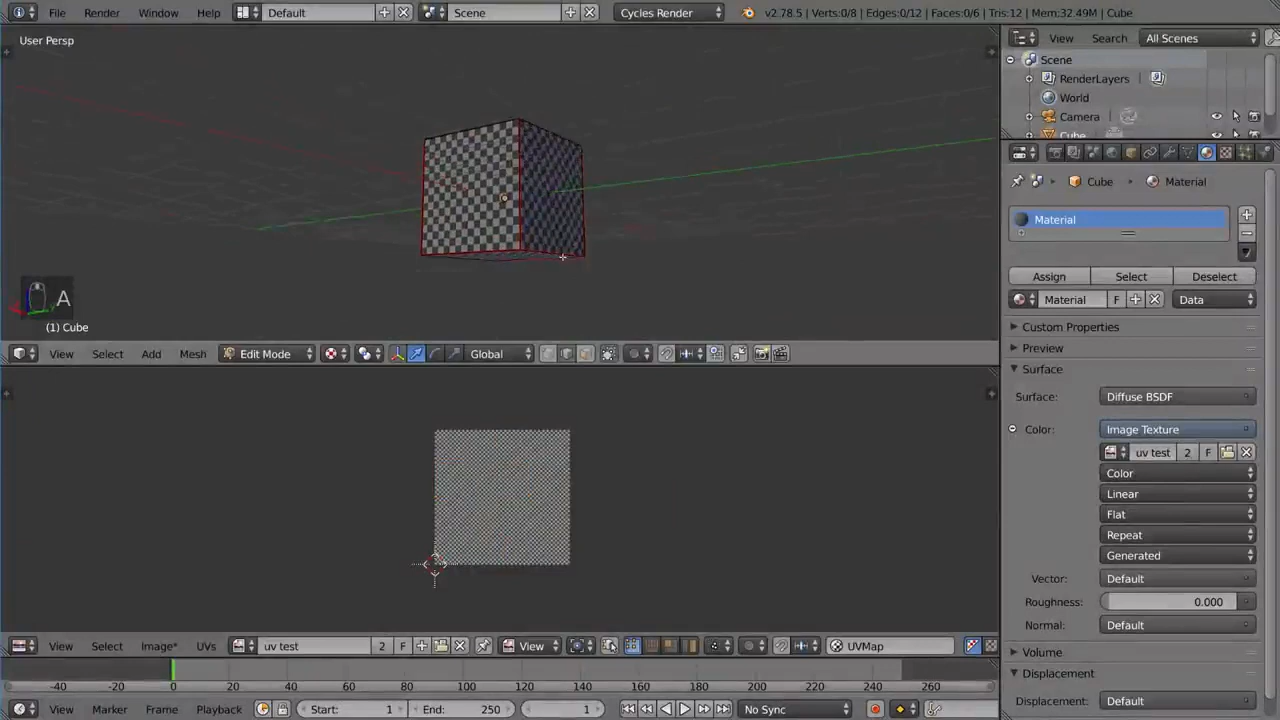 File Render Window Help Default Scene Cycles Render v2.78.5 | Verts:0/8 | Edges:0/12 | Faces:0/6 | Tris:12 | Mem:32.49M | Cube
User Persp
View Search All Scenes
Scene
RenderLayers
World
Camera
Cube
Cube Material
Material
Assign Select Deselect
Material F Data
Custom Properties
Preview
Surface
Surface: Diffuse BSDF
Color: Image Texture
uv test 2 F
Color
Linear
Flat
Repeat
Generated
Vector: Default
Roughness: 0.000
Normal: Default
Volume
Displacement
Displacement: Default
A
(1) Cube
View Select Add Mesh Edit Mode Global
View Select Image* UVs uv test 2 F View UVMap
-40 -20 0 20 40 60 80 100 120 140 160 180 200 220 240 260
View Marker Frame Playback Start: 1 End: 250 1 No Sync